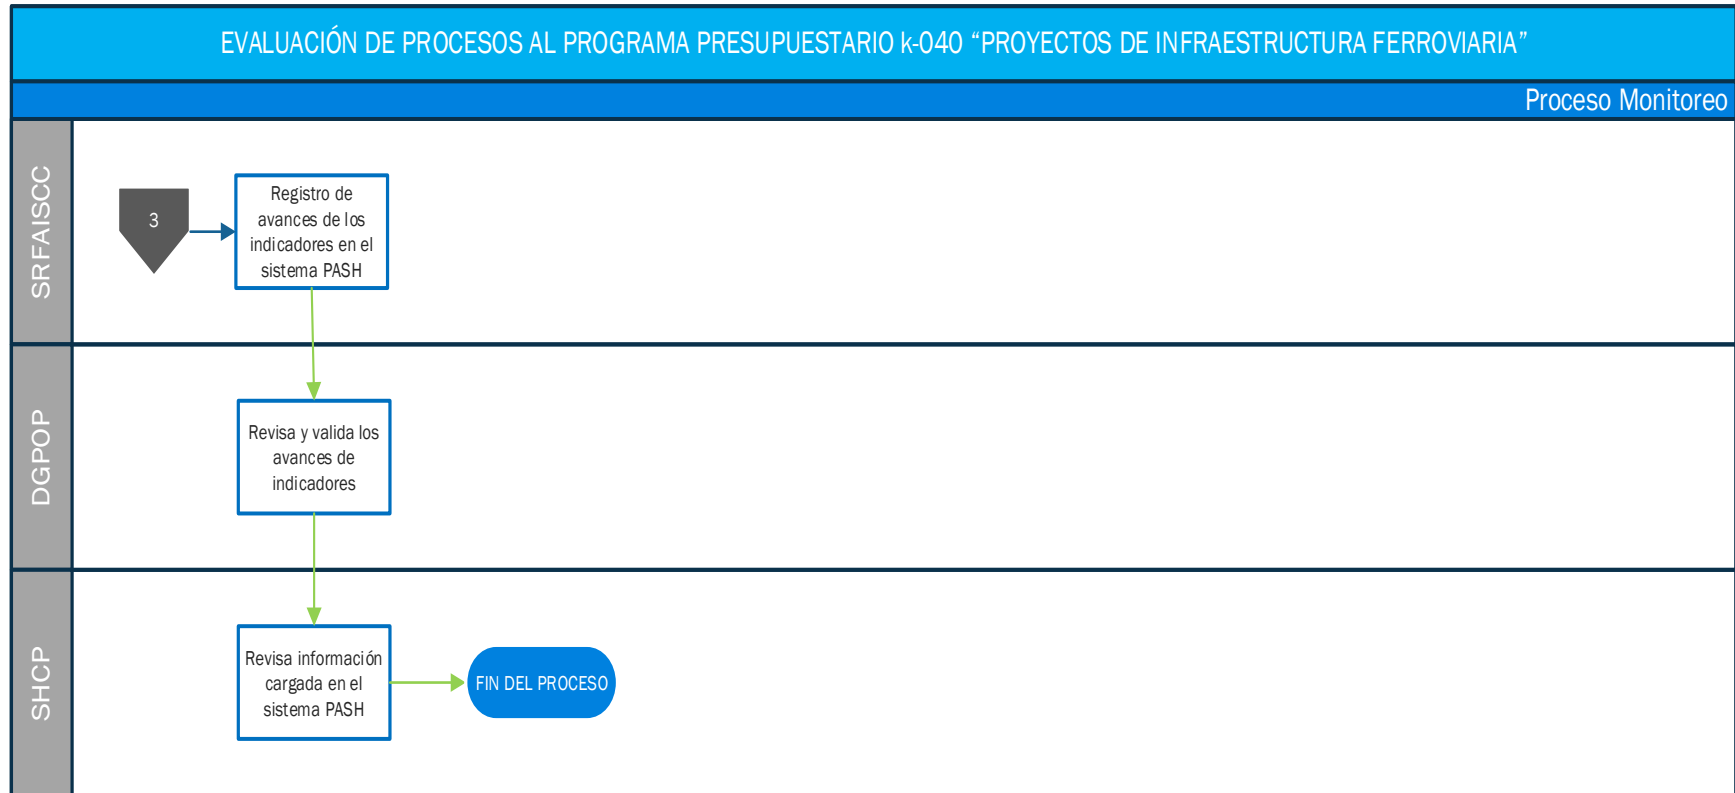 EVALUACIÓN DE PROCESOS AL PROGRAMA PRESUPUESTARIO k-040 “PROYECTOS DE INFRAESTRUCTURA FERROVIARIA”
Proceso Monitoreo
SRFAISCC
3
Registro de
avances de los
indicadores en el
sistema PASH
DGPOP
Revisa y valida los
avances de
indicadores
SHCP
Revisa información
cargada en el
sistema PASH
FIN DEL PROCESO